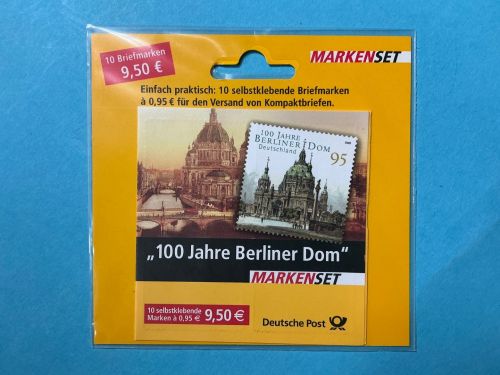 10 Briefmarken
9,50 €
MARKENSET
Einfach praktisch: 10 selbstklebende Briefmarken
à 0,95 € für den Versand von Kompaktbriefen.
100 JAHRE
BERLINER DOM
Deutschland
95
„100 Jahre Berliner Dom"
MARKENSET
10 selbstklebende
Marken à 0,95 € 9,50 €
Deutsche Post